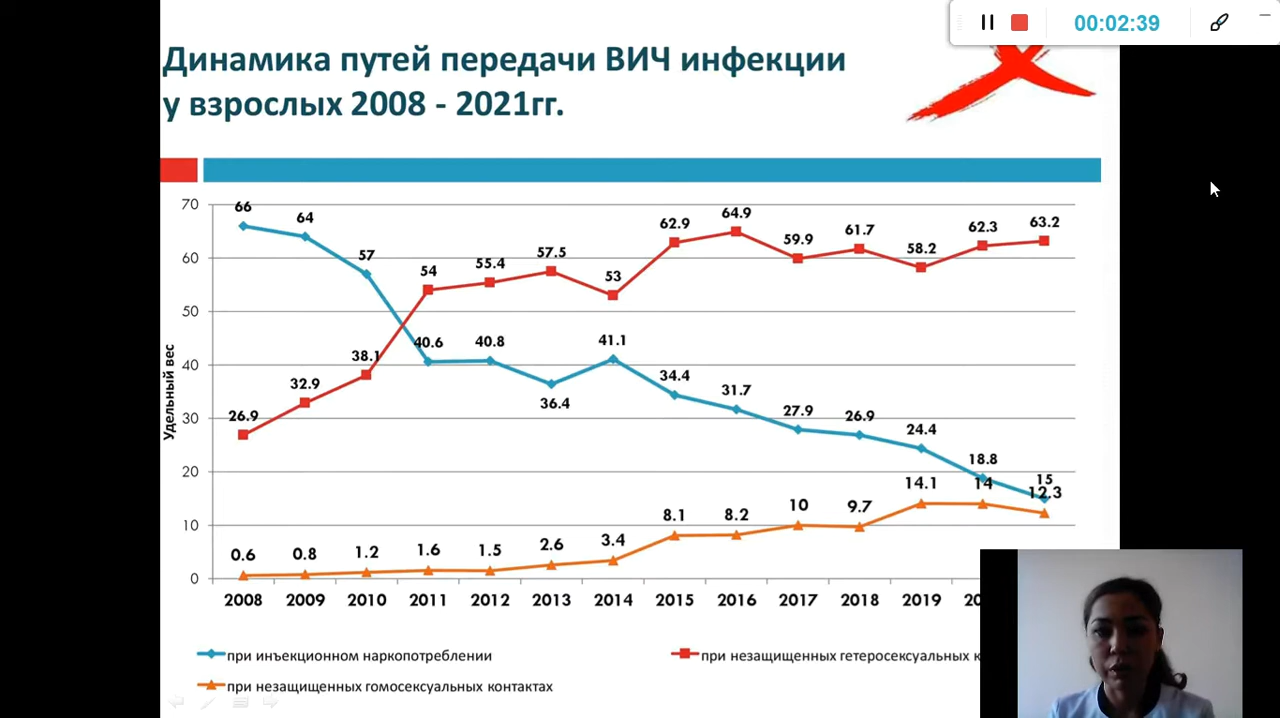 00:02:39
Динамика путей передачи ВИЧ инфекции
у взрослых 2008 - 2021гг.
Удельный вес
70
60
50
40
30
20
10
0
66 64 57 40.6 40.8 36.4 41.1 34.4 31.7 27.9 26.9 24.4 18.8 15
26.9 32.9 38.1 54 55.4 57.5 53 62.9 64.9 59.9 61.7 58.2 62.3 63.2
0.6 0.8 1.2 1.6 1.5 2.6 3.4 8.1 8.2 10 9.7 14.1 14 12.3
2008 2009 2010 2011 2012 2013 2014 2015 2016 2017 2018 2019
при инъекционном наркопотреблении
при незащищенных гетеросексуальных
при незащищенных гомосексуальных контактах